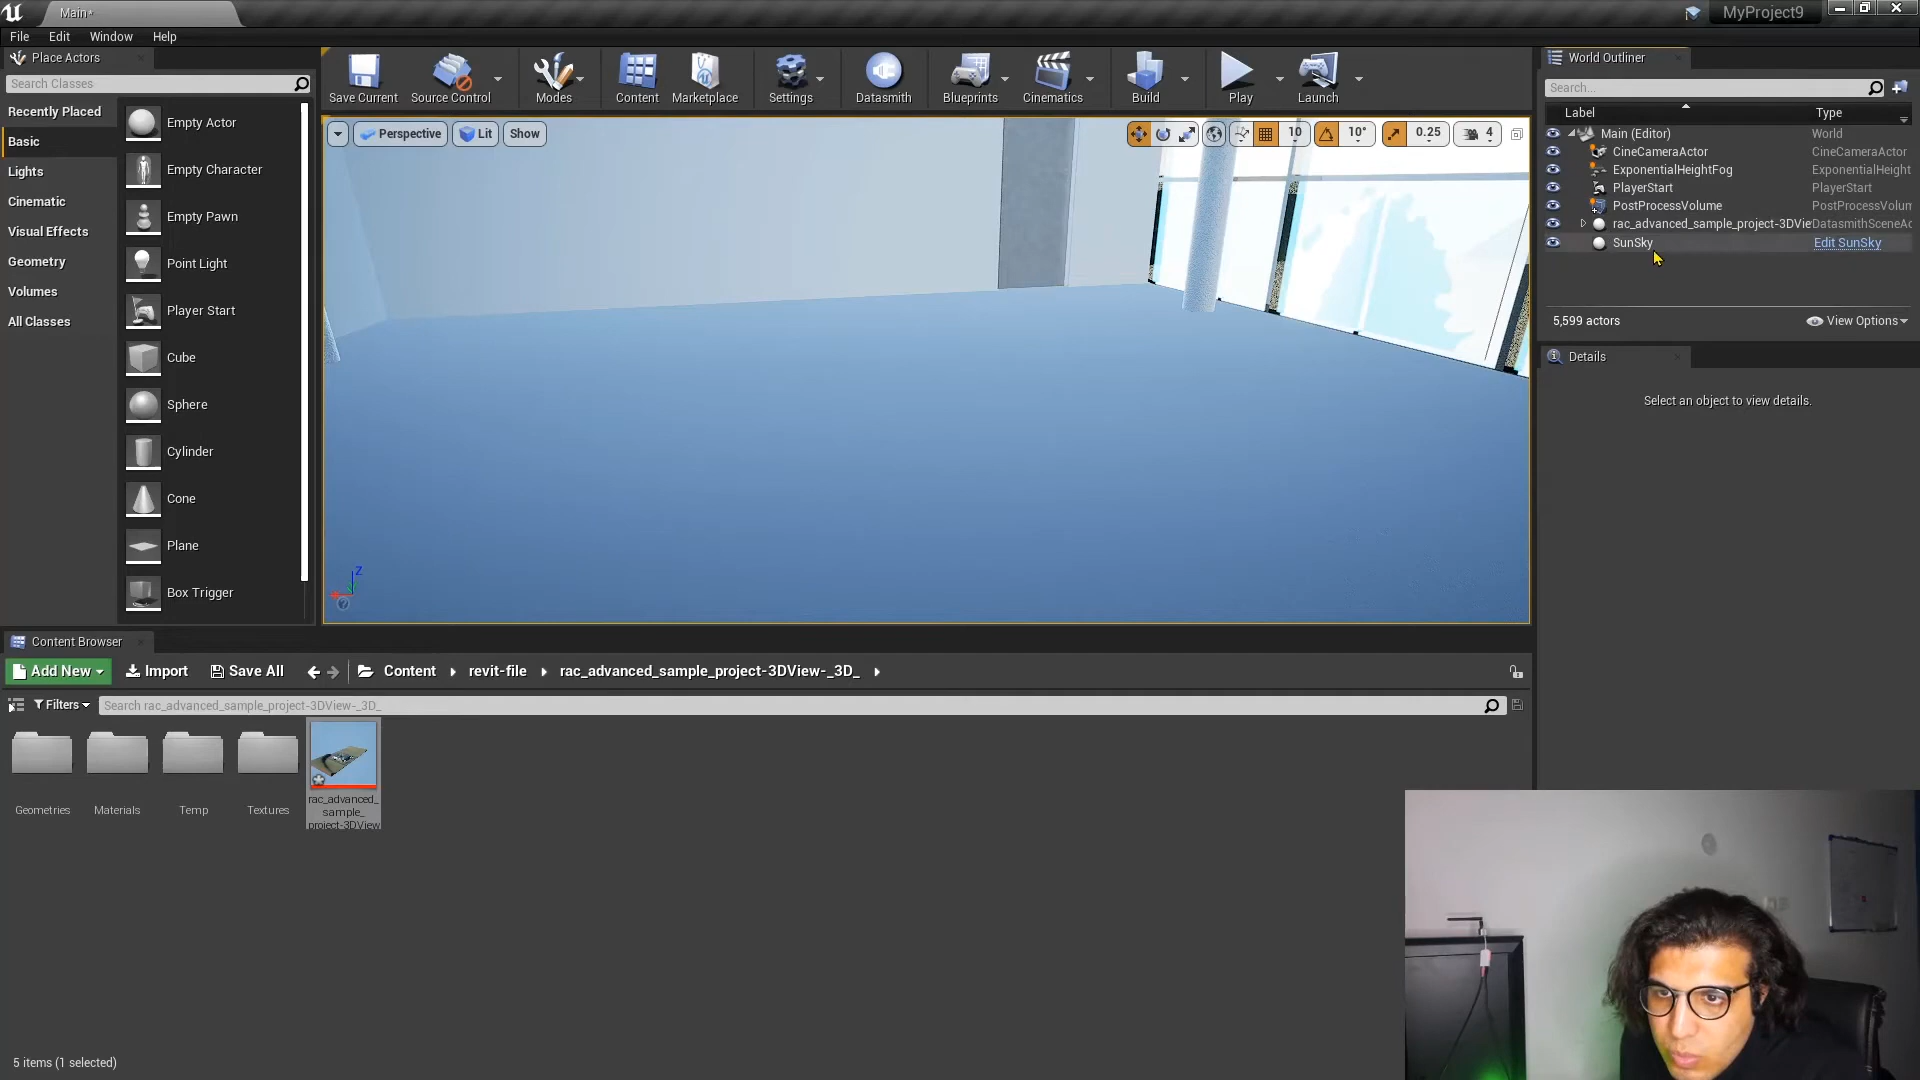 Main*
MyProject9
File Edit Window Help
Place Actors
Search Classes
Recently Placed
Basic
Lights
Cinematic
Visual Effects
Geometry
Volumes
All Classes
Empty Actor
Empty Character
Empty Pawn
Point Light
Player Start
Cube
Sphere
Cylinder
Cone
Plane
Box Trigger
Save Current Source Control Modes Content Marketplace Settings Datasmith Blueprints Cinematics Build Play Launch
Perspective Lit Show
10 10° 0.25 4
Z
World Outliner
Search...
Label Type
Main (Editor) World
CineCameraActor CineCameraActor
ExponentialHeightFog ExponentialHeight
PlayerStart PlayerStart
PostProcessVolume PostProcessVolum
rac_advanced_sample_project-3DVie DatasmithSceneAc
SunSky Edit SunSky
5,599 actors View Options
Details
Select an object to view details.
Content Browser
Add New Import Save All Content revit-file rac_advanced_sample_project-3DView-_3D_
Filters Search rac_advanced_sample_project-3DView-_3D_
Geometries Materials Temp Textures
rac_advanced_
sample_
project-3DView
5 items (1 selected)